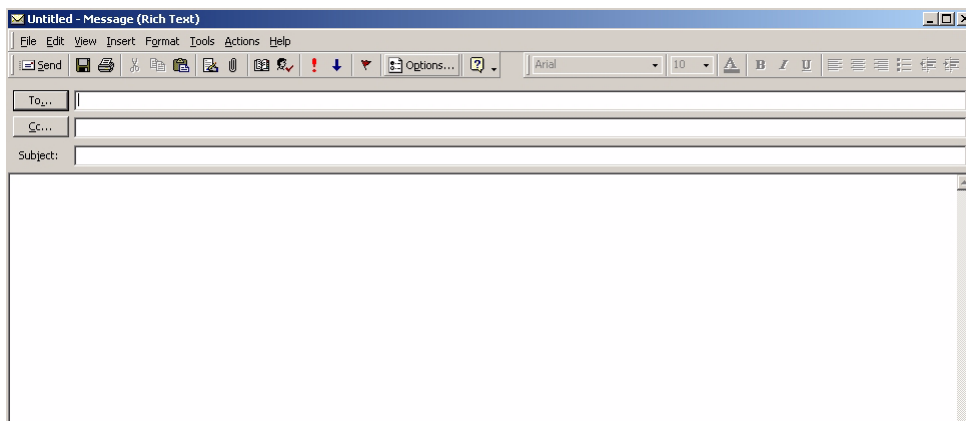 Untitled - Message (Rich Text)
File Edit View Insert Format Tools Actions Help
Send Options... Arial 10 A B I U
To...
Cc...
Subject: